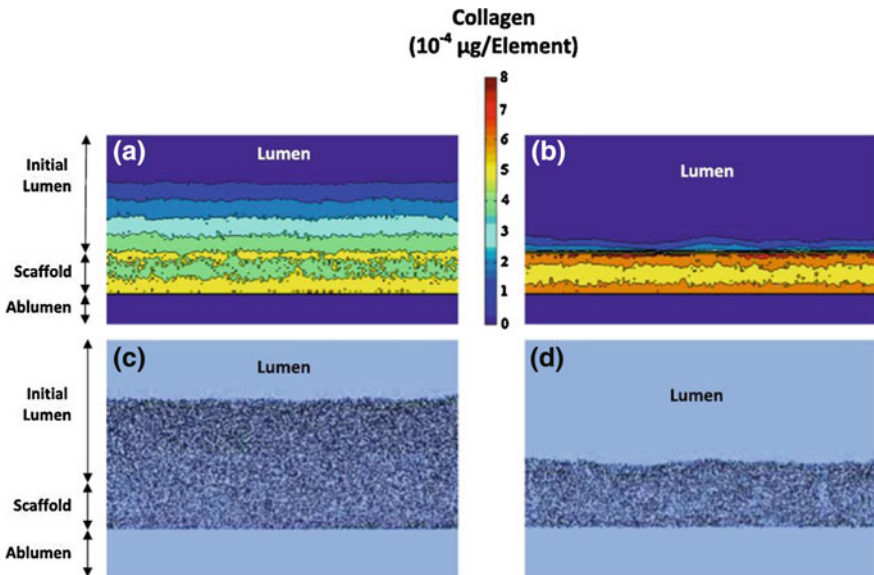 Collagen
(10⁻⁴ µg/Element)
8
7
6
5
4
3
2
1
0
(a)
Lumen
(b)
Lumen
Initial
Lumen
Scaffold
Ablumen
(c)
Lumen
(d)
Lumen
Initial
Lumen
Scaffold
Ablumen